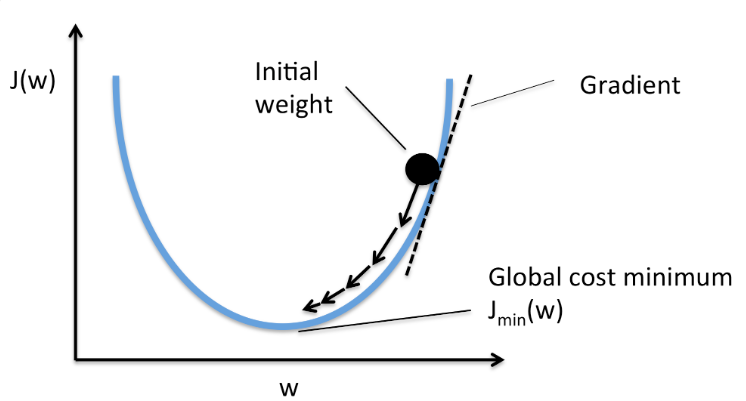 J(w)
Initial
weight
Gradient
Global cost minimum
Jmin(w)
w